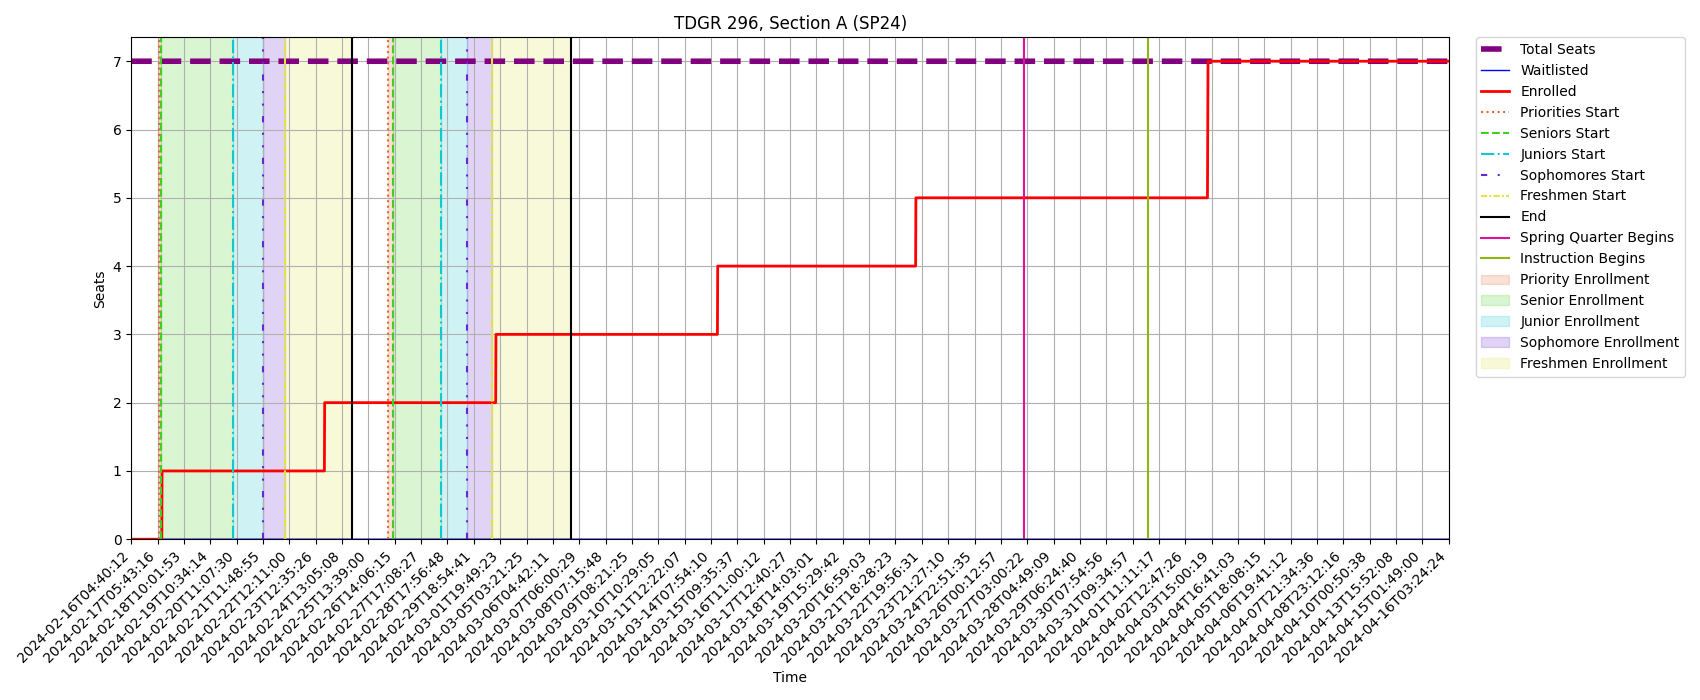 TDGR 296, Section A (SP24)
Seats
7
6
5
4
3
2
1
0
2024-02-16T04:40:12
2024-02-17T05:43:16
2024-02-18T10:01:53
2024-02-19T10:34:14
2024-02-20T11:07:30
2024-02-21T11:48:55
2024-02-22T12:11:00
2024-02-23T12:35:26
2024-02-24T13:05:08
2024-02-25T13:39:00
2024-02-26T14:06:15
2024-02-27T17:08:27
2024-02-28T17:56:48
2024-02-29T18:54:41
2024-03-01T19:49:23
2024-03-05T03:21:25
2024-03-06T04:42:11
2024-03-07T06:00:29
2024-03-08T07:15:48
2024-03-09T08:21:25
2024-03-10T10:29:05
2024-03-11T12:22:07
2024-03-14T07:54:10
2024-03-15T09:35:37
2024-03-16T11:00:12
2024-03-17T12:40:27
2024-03-18T14:03:01
2024-03-19T15:29:42
2024-03-20T16:59:03
2024-03-21T18:28:23
2024-03-22T19:56:31
2024-03-23T21:27:10
2024-03-24T22:51:35
2024-03-26T00:12:57
2024-03-27T03:00:22
2024-03-28T04:49:09
2024-03-29T06:24:40
2024-03-30T07:54:56
2024-03-31T09:34:57
2024-04-01T11:11:17
2024-04-02T12:47:26
2024-04-03T15:00:19
2024-04-04T16:41:03
2024-04-05T18:08:15
2024-04-06T19:41:12
2024-04-07T21:34:36
2024-04-08T23:12:16
2024-04-10T00:50:38
2024-04-13T15:52:08
2024-04-15T01:49:00
2024-04-16T03:24:24
Time
Total Seats
Waitlisted
Enrolled
Priorities Start
Seniors Start
Juniors Start
Sophomores Start
Freshmen Start
End
Spring Quarter Begins
Instruction Begins
Priority Enrollment
Senior Enrollment
Junior Enrollment
Sophomore Enrollment
Freshmen Enrollment